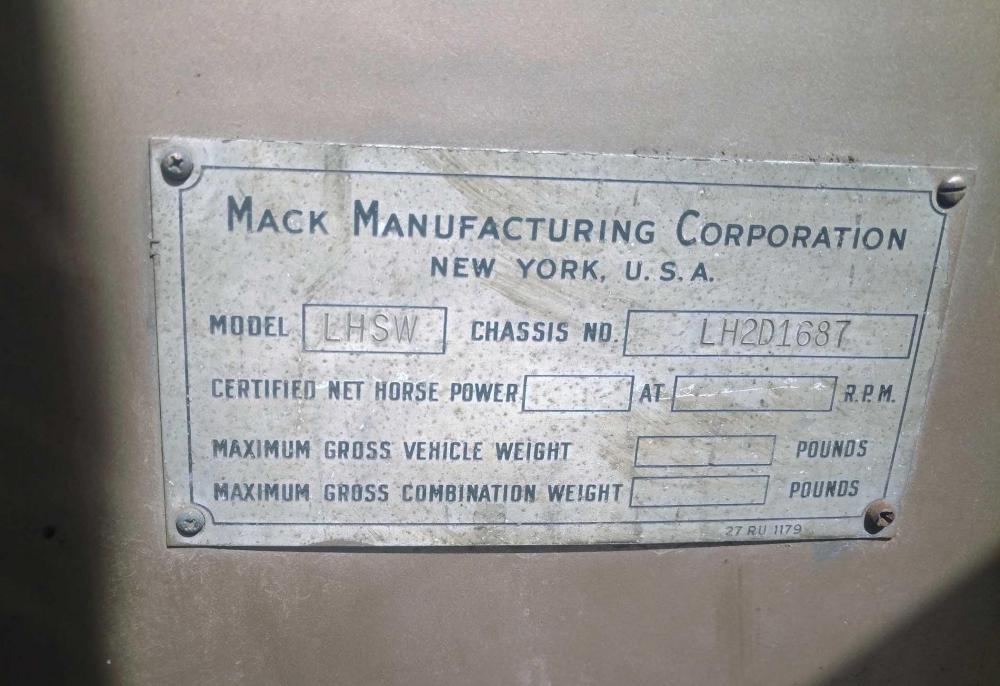 MACK MANUFACTURING CORPORATION
NEW YORK, U.S.A.
MODEL LHSW CHASSIS NO. LH2D1687
CERTIFIED NET HORSE POWER AT R.P.M.
MAXIMUM GROSS VEHICLE WEIGHT POUNDS
MAXIMUM GROSS COMBINATION WEIGHT POUNDS
27 RU 1179